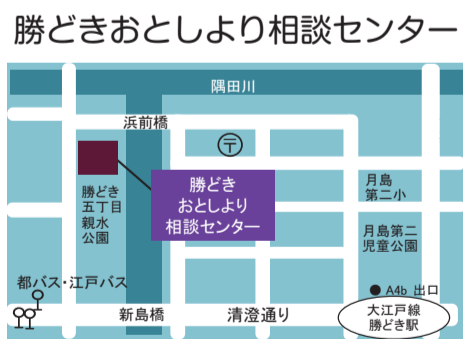 勝どきおとしより相談センター
隅田川
浜前橋
〒
勝どき
おとしより
相談センター
勝どき
五丁目
親水
公園
月島
第二小
月島第二
児童公園
都バス・江戸バス
A4b 出口
大江戸線
勝どき駅
新島橋
清澄通り